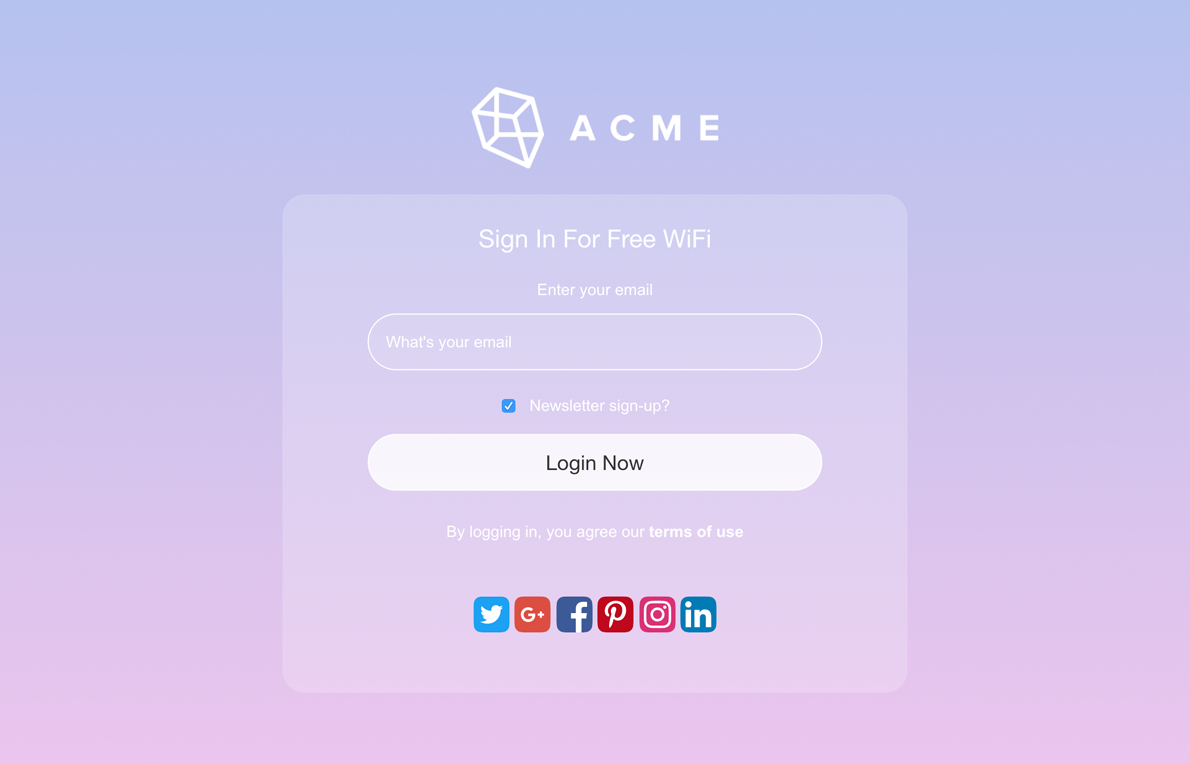 ACME
Sign In For Free WiFi
Enter your email
What's your email
Newsletter sign-up?
Login Now
By logging in, you agree our terms of use
G+ in